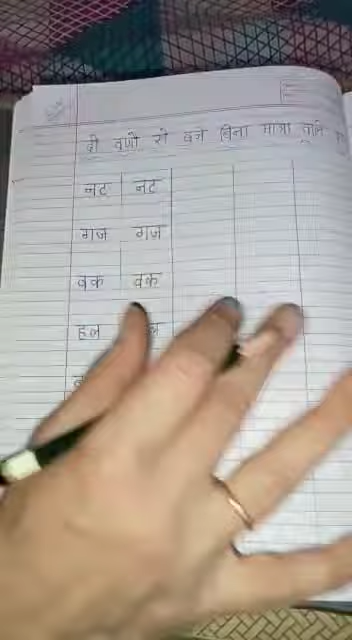 दो वर्णो से बने बिना मात्रा वाले
नट नट
गज गज
वक वक
हल